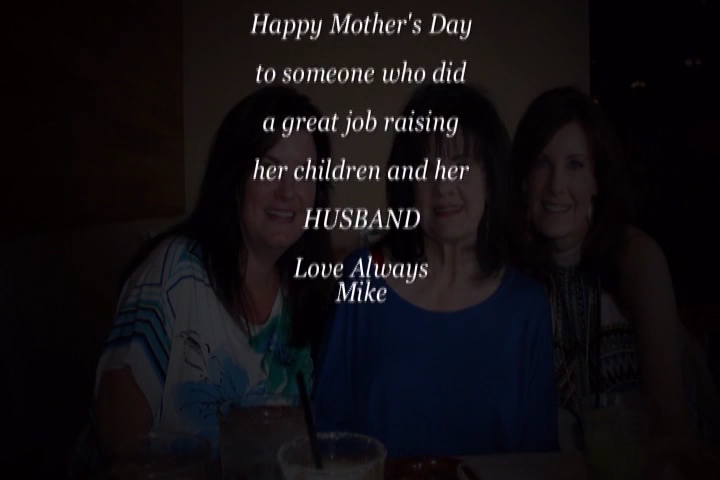 Happy Mother's Day
to someone who did
a great job raising
her children and her
HUSBAND
Love Always
Mike